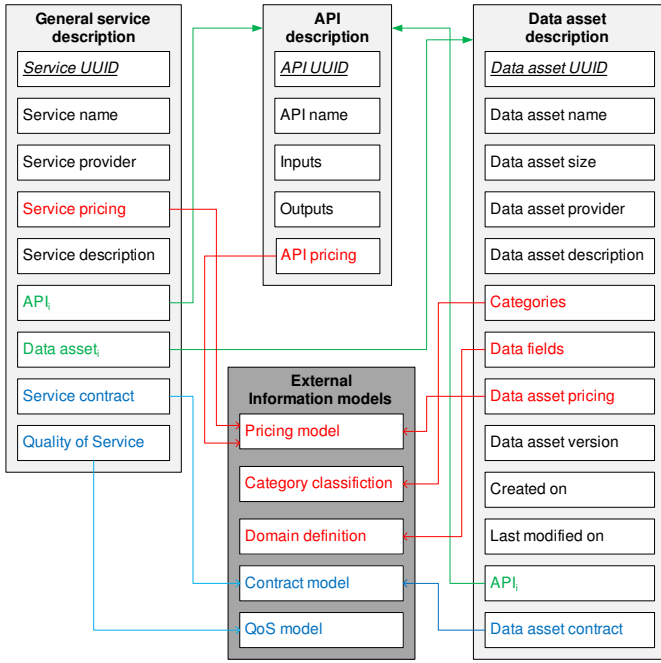 General service
description
Service UUID
Service name
Service provider
Service pricing
Service description
APIi
Data asseti
Service contract
Quality of Service
API
description
API UUID
API name
Inputs
Outputs
API pricing
External
Information models
Pricing model
Category classifiction
Domain definition
Contract model
QoS model
Data asset
description
Data asset UUID
Data asset name
Data asset size
Data asset provider
Data asset description
Categories
Data fields
Data asset pricing
Data asset version
Created on
Last modified on
APIi
Data asset contract